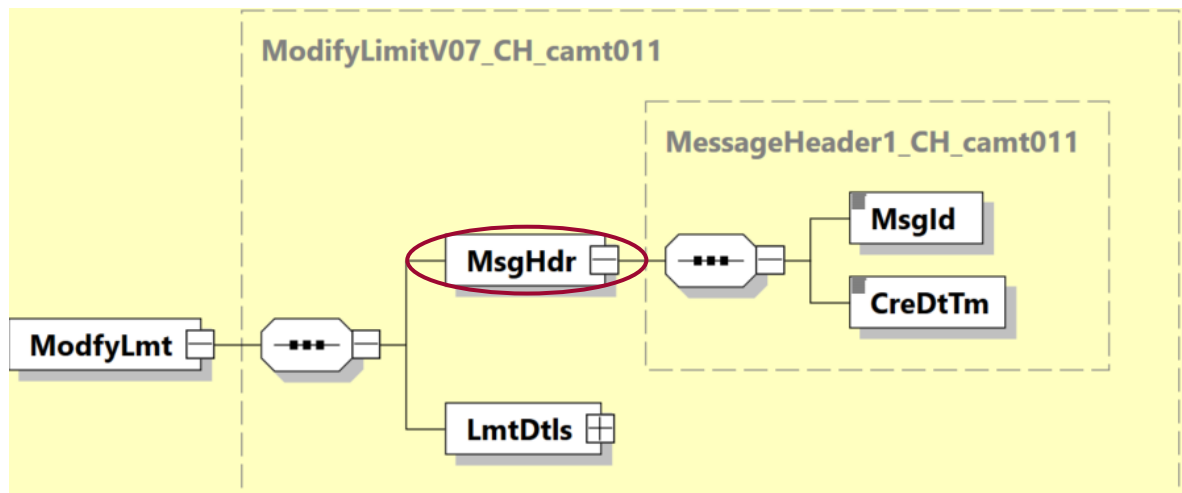 ModifyLimitV07_CH_camt011
MessageHeader1_CH_camt011
MsgId
MsgHdr
CreDtTm
ModfyLmt
LmtDtls